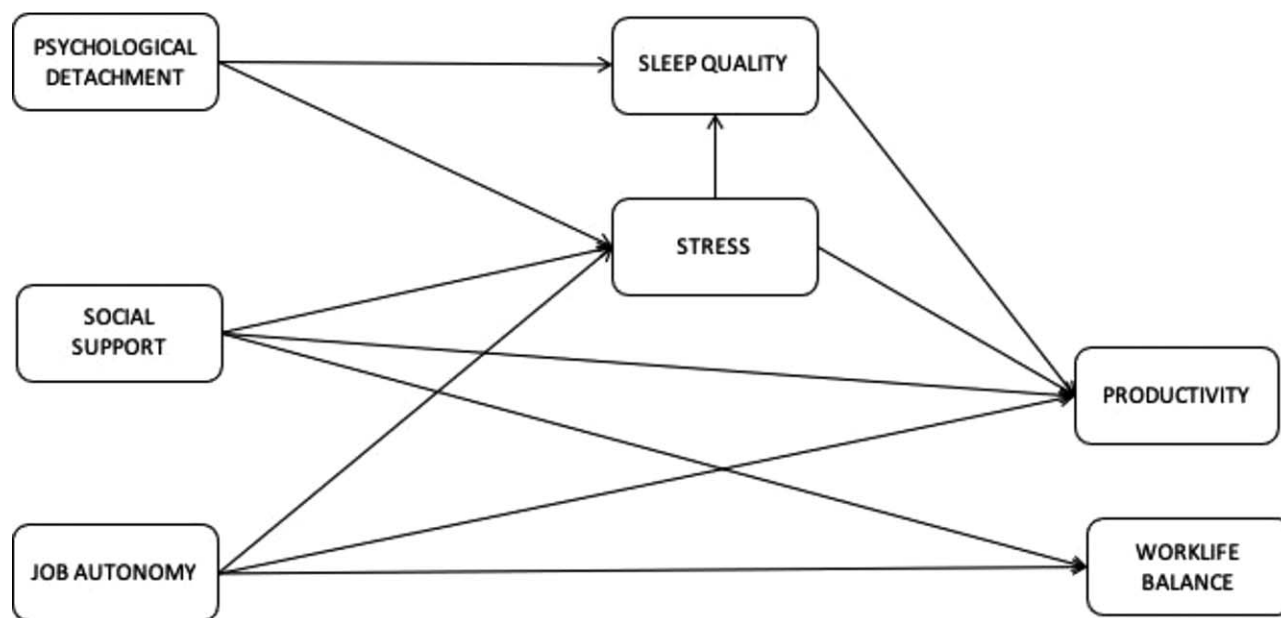 PSYCHOLOGICAL
DETACHMENT
SLEEP QUALITY
STRESS
SOCIAL
SUPPORT
PRODUCTIVITY
JOB AUTONOMY
WORKLIFE
BALANCE